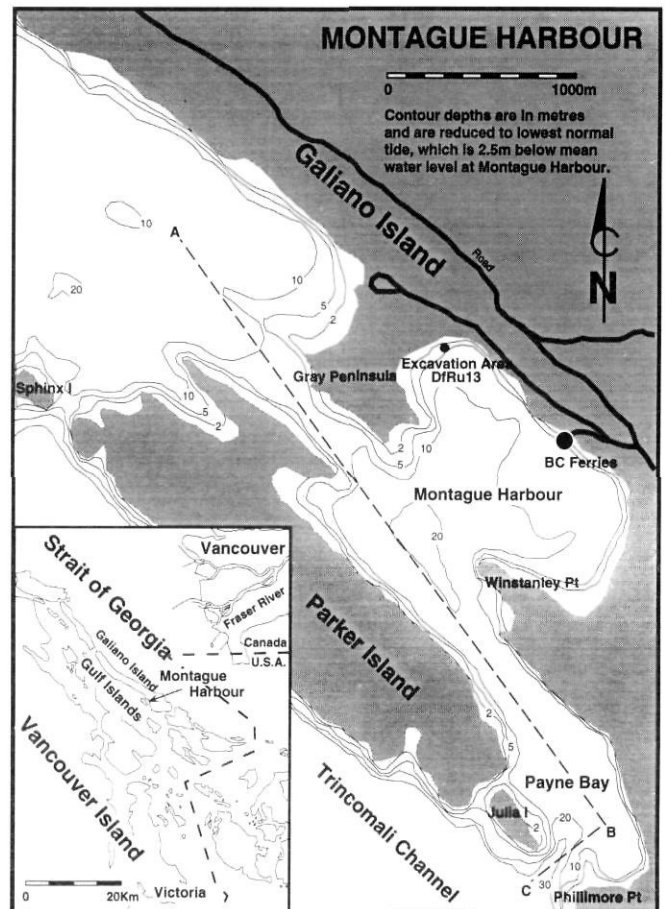 MONTAGUE HARBOUR
0 1000m
Contour depths are in metres
and are reduced to lowest normal
tide, which is 2.5m below mean
water level at Montague Harbour.
Galiano Island
Road
C
N
10
A
20
10
5
2
Sphinx I
10
5
2
Gray Peninsula
Excavation Area
DfRu13
2
10
5
BC Ferries
Montague Harbour
20
Winstanley Pt
Parker Island
2
5
Payne Bay
Julia I
2
20
B
Trincomali Channel
C
30
10
Phillimore Pt
Vancouver
Strait of Georgia
Fraser River
Canada
U.S.A.
Galiano Island
Montague
Harbour
Gulf Islands
Vancouver Island
0 20Km
Victoria